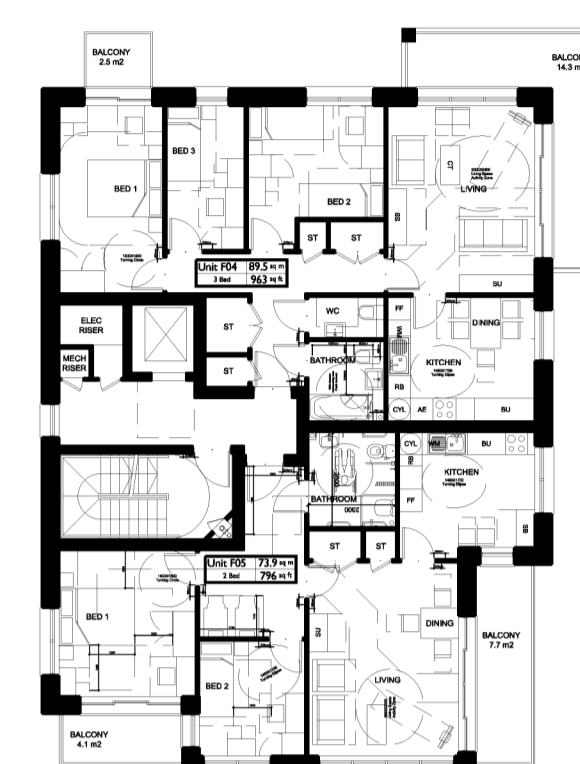 BALCONY
2.5 m2
14.3
BED 1
BED 3
BED 2
LIVING
CT
SB
ST
ST
SU
Unit F04 89.5 sq m
3 Bed 963 sq ft
ELEC
RISER
MECH
RISER
ST
ST
WC
BATHROOM
FF
WM
RB
CYL
AE
BU
DINING
KITCHEN
CYL
WM
BU
RB
FF
KITCHEN
SB
BATHROOM
2300
ST
ST
Unit F05 73.9 sq m
2 Bed 796 sq ft
BED 1
BED 2
SU
DINING
LIVING
BALCONY
7.7 m2
BALCONY
4.1 m2